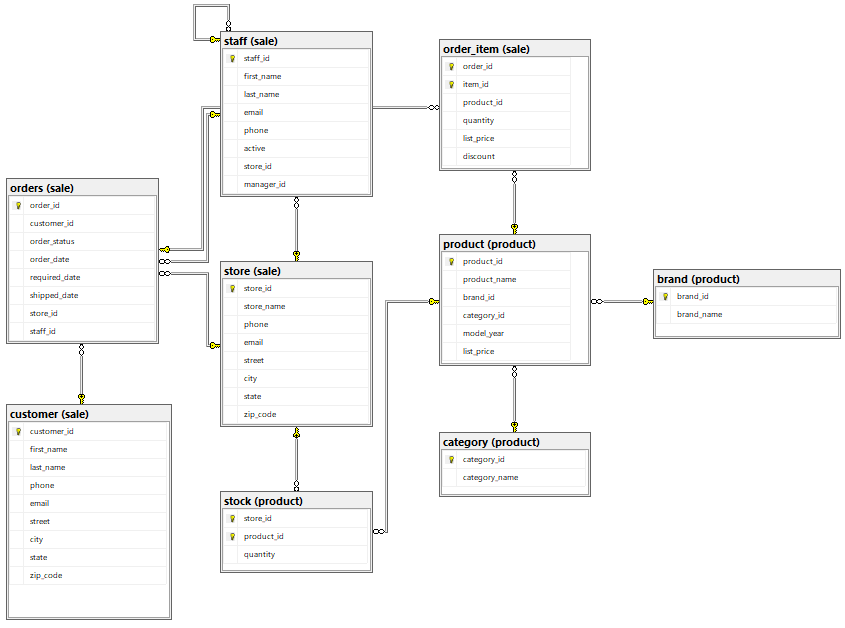 staff (sale)
staff_id
first_name
last_name
email
phone
active
store_id
manager_id
order_item (sale)
order_id
item_id
product_id
quantity
list_price
discount
orders (sale)
order_id
customer_id
order_status
order_date
required_date
shipped_date
store_id
staff_id
store (sale)
store_id
store_name
phone
email
street
city
state
zip_code
product (product)
product_id
product_name
brand_id
category_id
model_year
list_price
brand (product)
brand_id
brand_name
customer (sale)
customer_id
first_name
last_name
phone
email
street
city
state
zip_code
stock (product)
store_id
product_id
quantity
category (product)
category_id
category_name